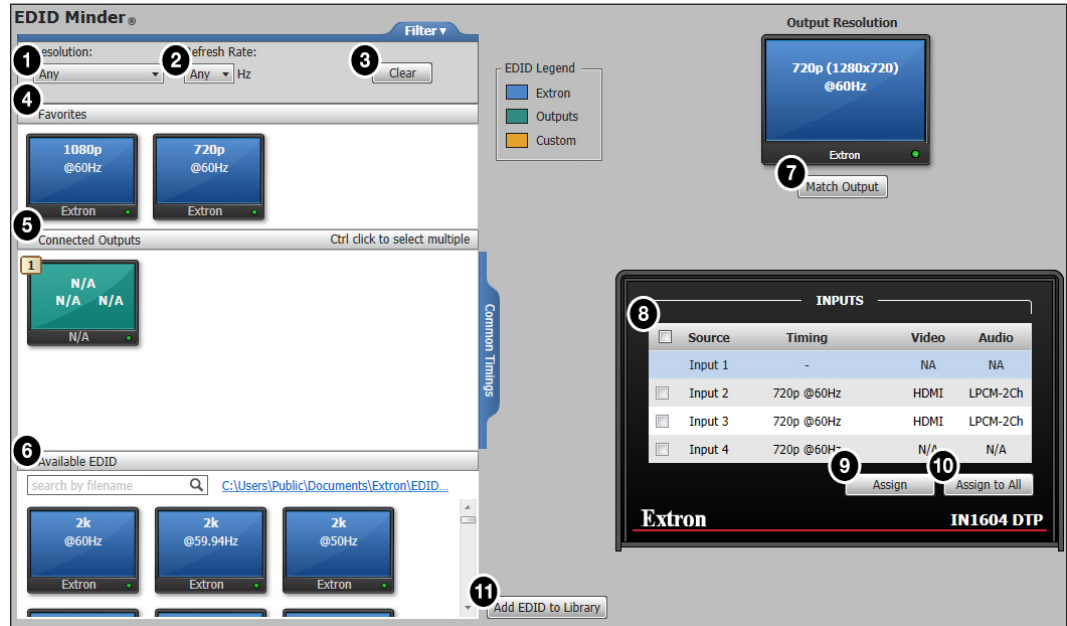 EDID Minder®
Filter ▾
1
Resolution:
Any
2
Refresh Rate:
Any
Hz
3
Clear
4
Favorites
1080p
@60Hz
Extron
720p
@60Hz
Extron
5
Connected Outputs
Ctrl click to select multiple
1
N/A
N/A N/A
N/A
Common Timings
6
Available EDID
search by filename
C:\Users\Public\Documents\Extron\EDID...
2k
@60Hz
Extron
2k
@59.94Hz
Extron
2k
@50Hz
Extron
EDID Legend
Extron
Outputs
Custom
Output Resolution
720p (1280x720)
@60Hz
Extron
7
Match Output
INPUTS
8
Source Timing Video Audio
Input 1 - NA NA
Input 2 720p @60Hz HDMI LPCM-2Ch
Input 3 720p @60Hz HDMI LPCM-2Ch
Input 4 720p @60Hz N/A N/A
9
Assign
10
Assign to All
Extron
IN1604 DTP
11
Add EDID to Library